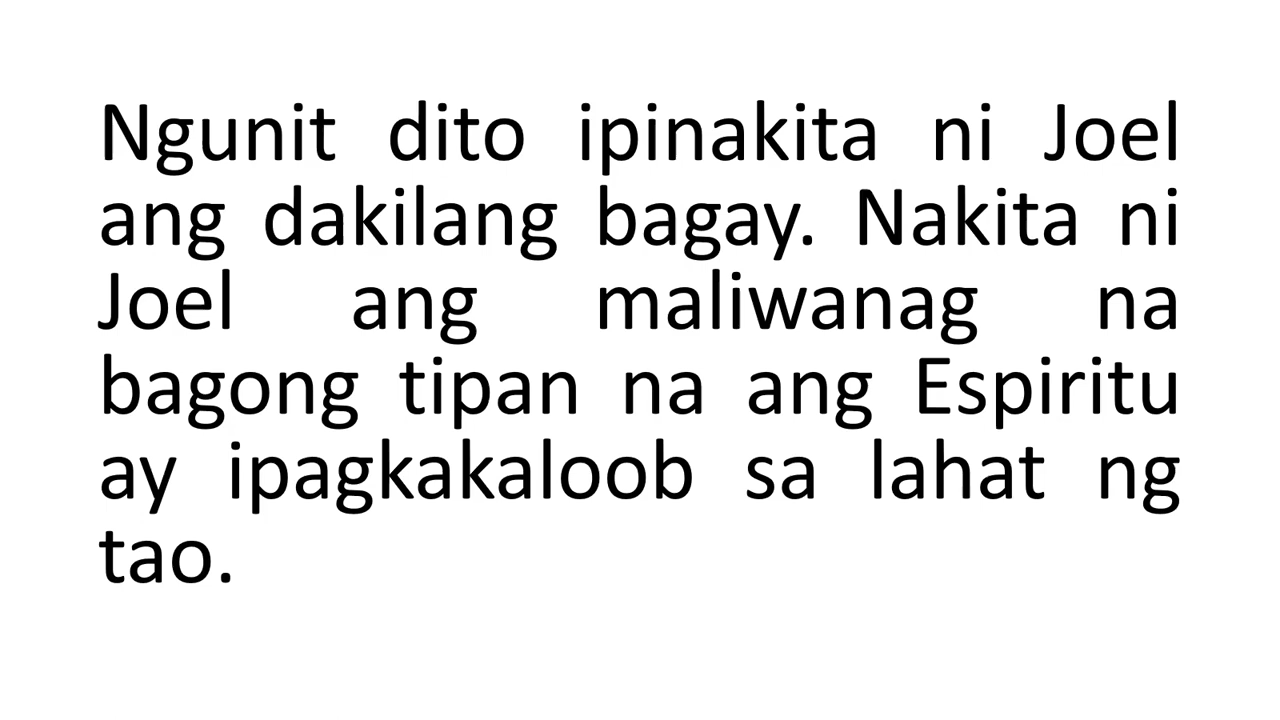 Ngunit dito ipinakita ni Joel
ang dakilang bagay. Nakita ni
Joel ang maliwanag na
bagong tipan na ang Espiritu
ay ipagkakaloob sa lahat ng
tao.